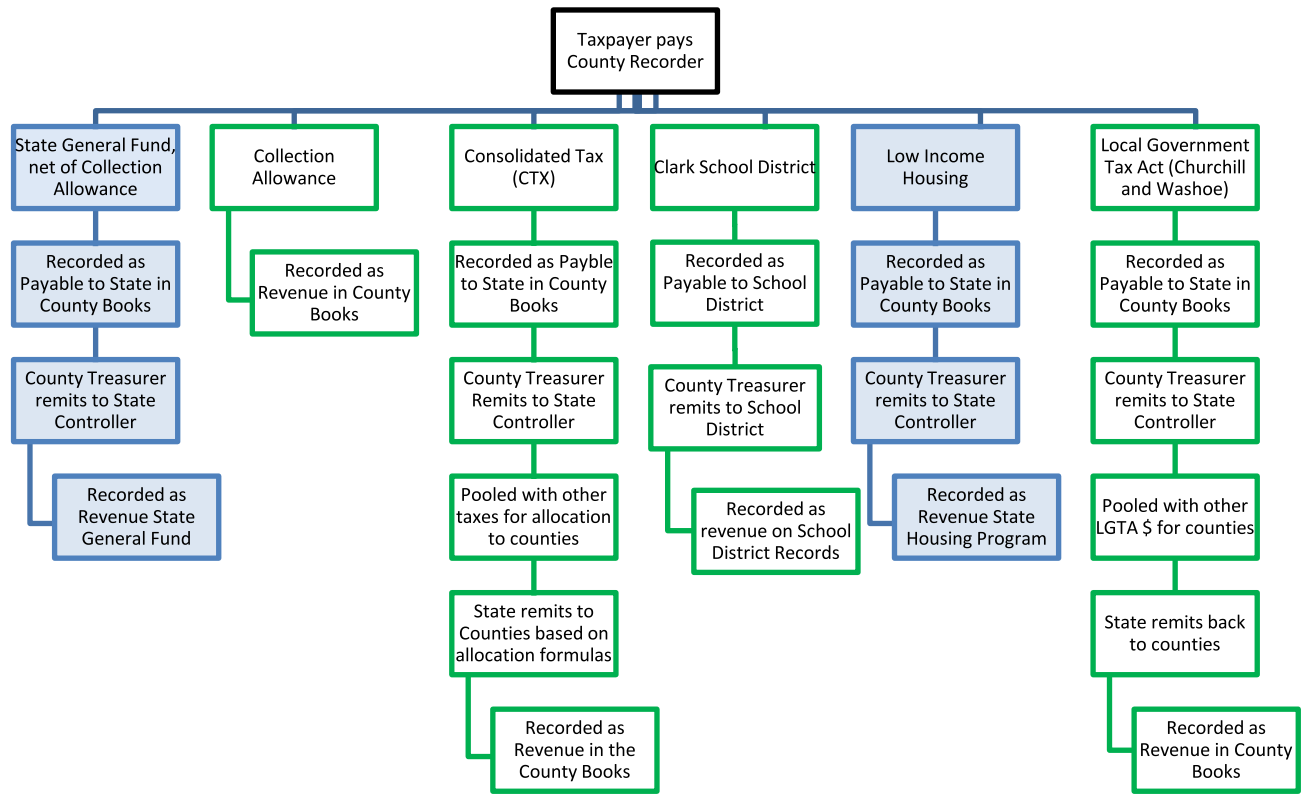 Taxpayer pays
County Recorder
State General Fund,
net of Collection
Allowance
Collection
Allowance
Consolidated Tax
(CTX)
Clark School District
Low Income
Housing
Local Government
Tax Act (Churchill
and Washoe)
Recorded as
Payable to State in
County Books
Recorded as
Revenue in County
Books
Recorded as Payble
to State in County
Books
Recorded as
Payable to School
District
Recorded as
Payable to State in
County Books
Recorded as
Payable to State in
County Books
County Treasurer
remits to State
Controller
County Treasurer
Remits to State
Controller
County Treasurer
remits to School
District
County Treasurer
remits to State
Controller
County Treasurer
remits to State
Controller
Recorded as
Revenue State
General Fund
Pooled with other
taxes for allocation
to counties
Recorded as
revenue on School
District Records
Recorded as
Revenue State
Housing Program
Pooled with other
LGTA $ for counties
State remits to
Counties based on
allocation formulas
State remits back
to counties
Recorded as
Revenue in the
County Books
Recorded as
Revenue in County
Books